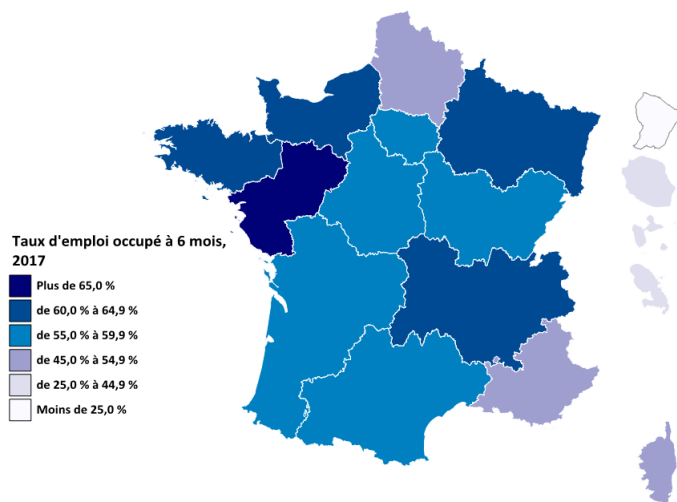 Taux d'emploi occupé à 6 mois,
2017
Plus de 65,0 %
de 60,0 % à 64,9 %
de 55,0 % à 59,9 %
de 45,0 % à 54,9 %
de 25,0 % à 44,9 %
Moins de 25,0 %